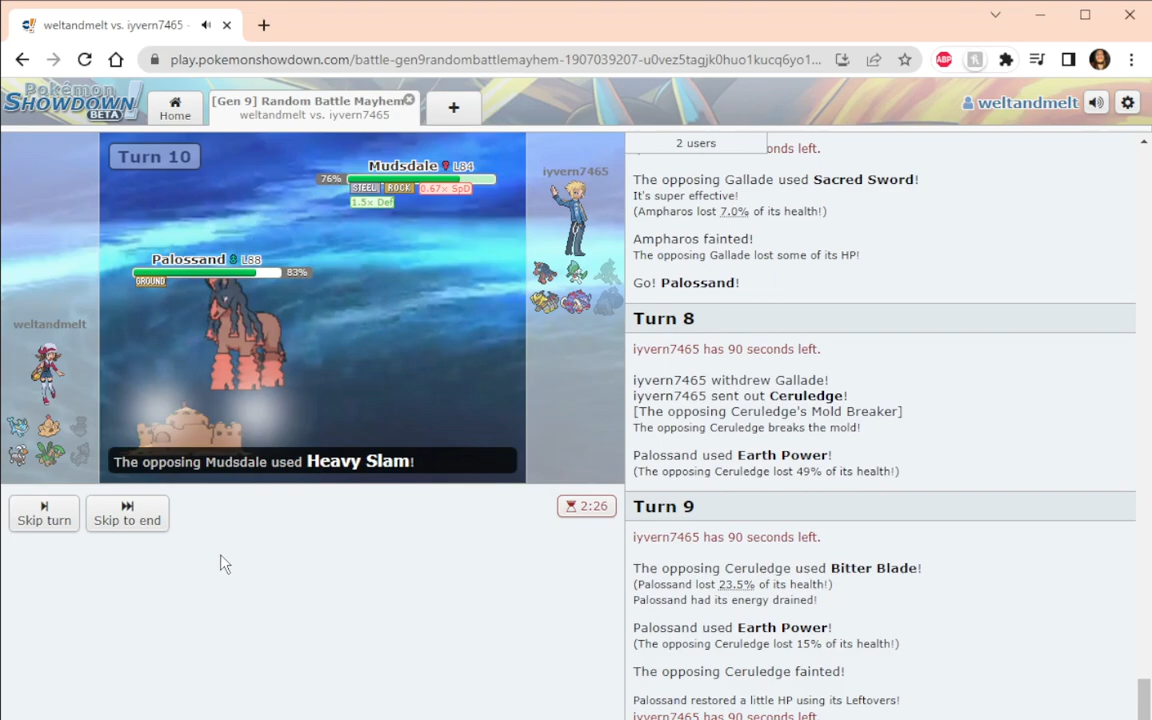 weltandmelt vs. iyvern7465 -
play.pokemonshowdown.com/battle-gen9randombattlemayhem-1907039207-u0vez5tagjk0huo1kucq6yo1...
ABP
Pokémon
SHOWDOWN
BETA
Home
[Gen 9] Random Battle Mayhem
weltandmelt vs. iyvern7465
weltandmelt
Turn 10
Mudsdale L84
76%
STEEL ROCK 0.67× SpD
1.5× Def
iyvern7465
Palossand L88
83%
GROUND
weltandmelt
The opposing Mudsdale used Heavy Slam!
Skip turn
Skip to end
2:26
2 users
onds left.
The opposing Gallade used Sacred Sword!
It's super effective!
(Ampharos lost 7.0% of its health!)
Ampharos fainted!
The opposing Gallade lost some of its HP!
Go! Palossand!
Turn 8
iyvern7465 has 90 seconds left.
iyvern7465 withdrew Gallade!
iyvern7465 sent out Ceruledge!
[The opposing Ceruledge's Mold Breaker]
The opposing Ceruledge breaks the mold!
Palossand used Earth Power!
(The opposing Ceruledge lost 49% of its health!)
Turn 9
iyvern7465 has 90 seconds left.
The opposing Ceruledge used Bitter Blade!
(Palossand lost 23.5% of its health!)
Palossand had its energy drained!
Palossand used Earth Power!
(The opposing Ceruledge lost 15% of its health!)
The opposing Ceruledge fainted!
Palossand restored a little HP using its Leftovers!
iyvern7465 has 90 seconds left.